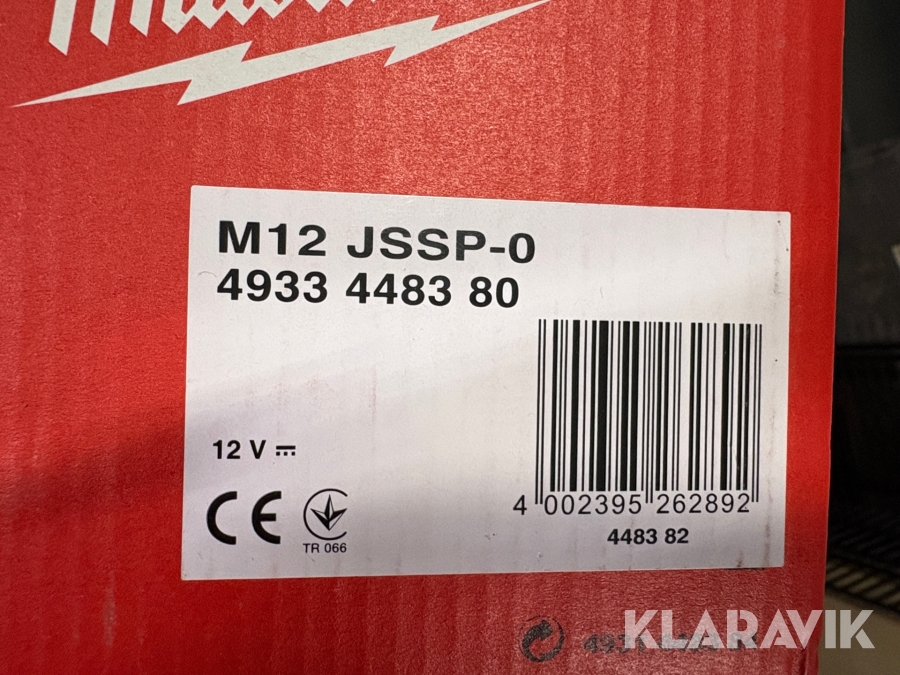 M12 JSSP-0
4933 4483 80
12 V
CE
TR 066
4 002395 262892
4483 82
KLARAVIK